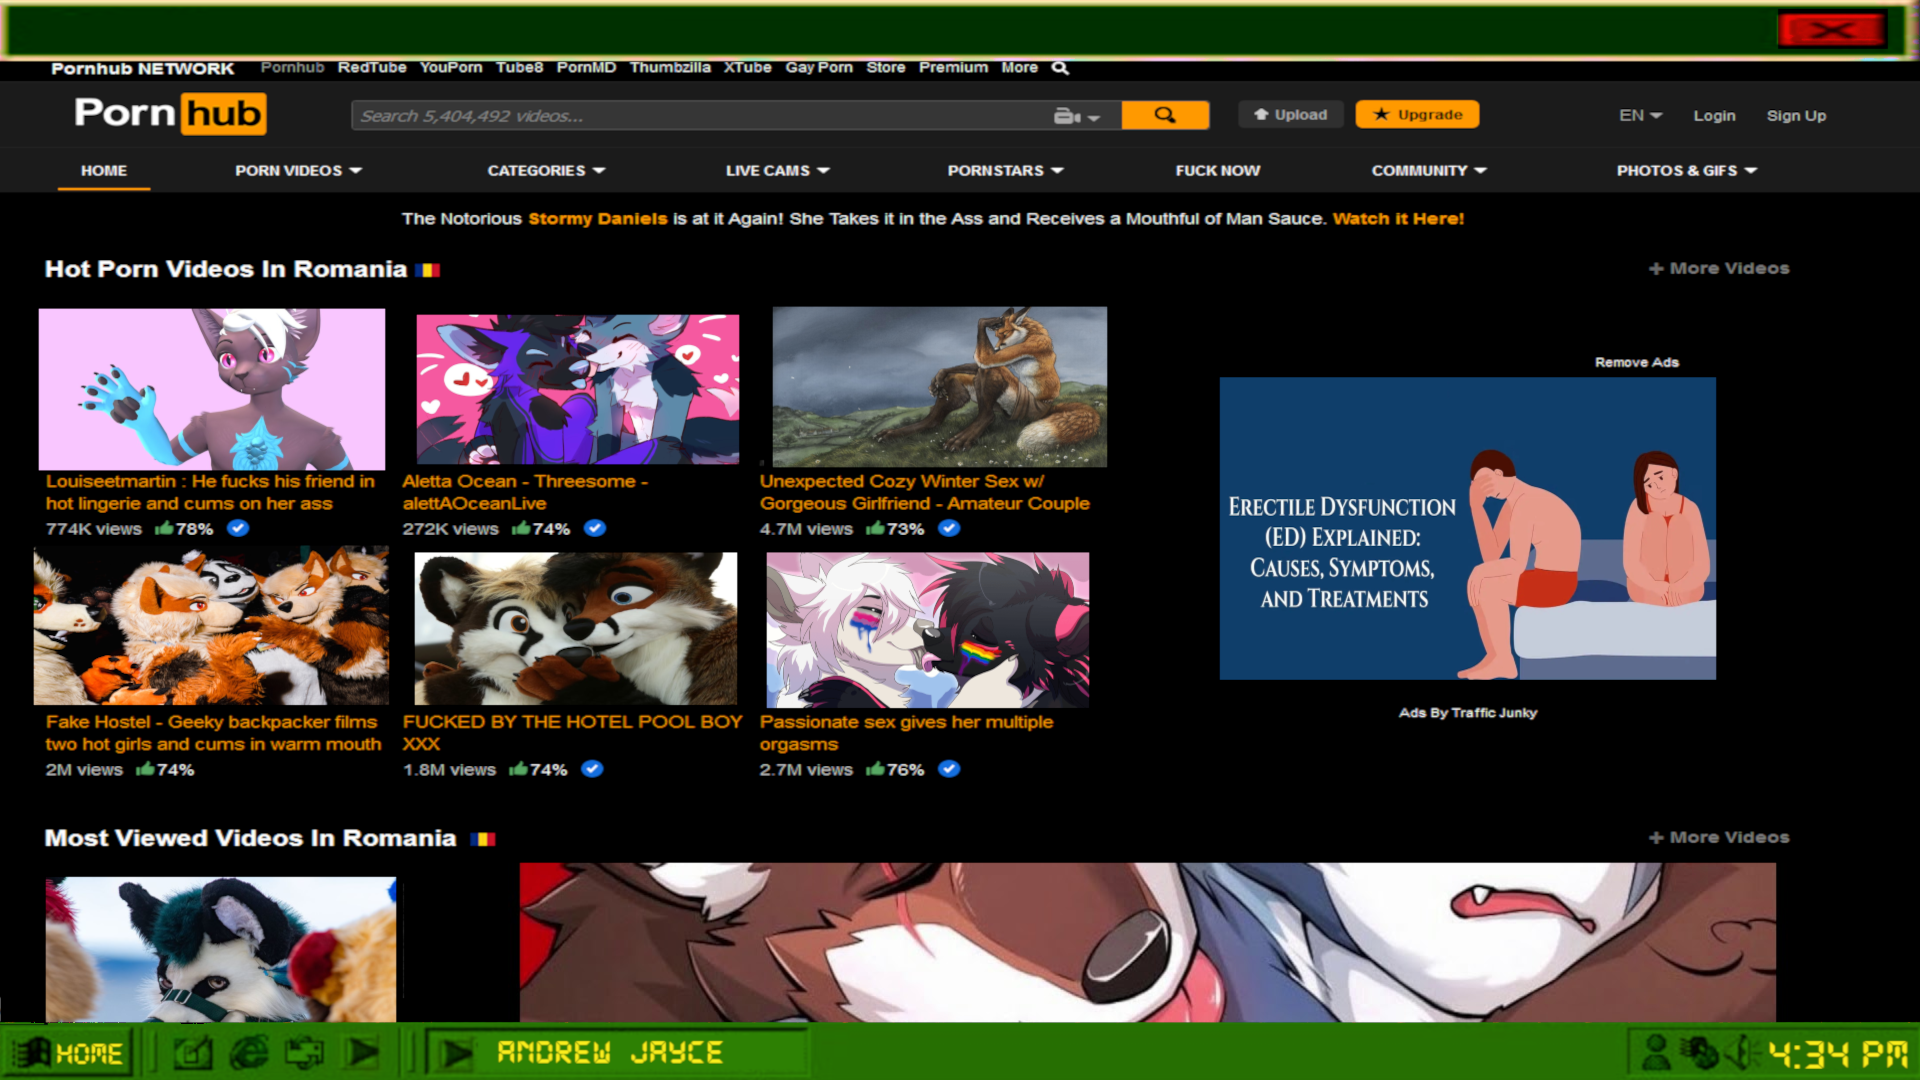 Pornhub NETWORK Pornhub RedTube YouPorn Tube8 PornMD Thumbzilla XTube Gay Porn Store Premium More
Porn hub Search 5,404,492 videos... Upload Upgrade EN Login Sign Up
HOME PORN VIDEOS CATEGORIES LIVE CAMS PORNSTARS FUCK NOW COMMUNITY PHOTOS & GIFS
The Notorious Stormy Daniels is at it Again! She Takes it in the Ass and Receives a Mouthful of Man Sauce. Watch it Here!
Hot Porn Videos In Romania + More Videos
Louiseetmartin : He fucks his friend in
hot lingerie and cums on her ass
774K views 78%
Aletta Ocean - Threesome -
alettAOceanLive
272K views 74%
Unexpected Cozy Winter Sex w/
Gorgeous Girlfriend - Amateur Couple
4.7M views 73%
Remove Ads
ERECTILE DYSFUNCTION
(ED) EXPLAINED:
CAUSES, SYMPTOMS,
AND TREATMENTS
Ads By Traffic Junky
Fake Hostel - Geeky backpacker films
two hot girls and cums in warm mouth
2M views 74%
FUCKED BY THE HOTEL POOL BOY
XXX
1.8M views 74%
Passionate sex gives her multiple
orgasms
2.7M views 76%
Most Viewed Videos In Romania + More Videos
HOME ANDREW JAYCE 4:34 PM